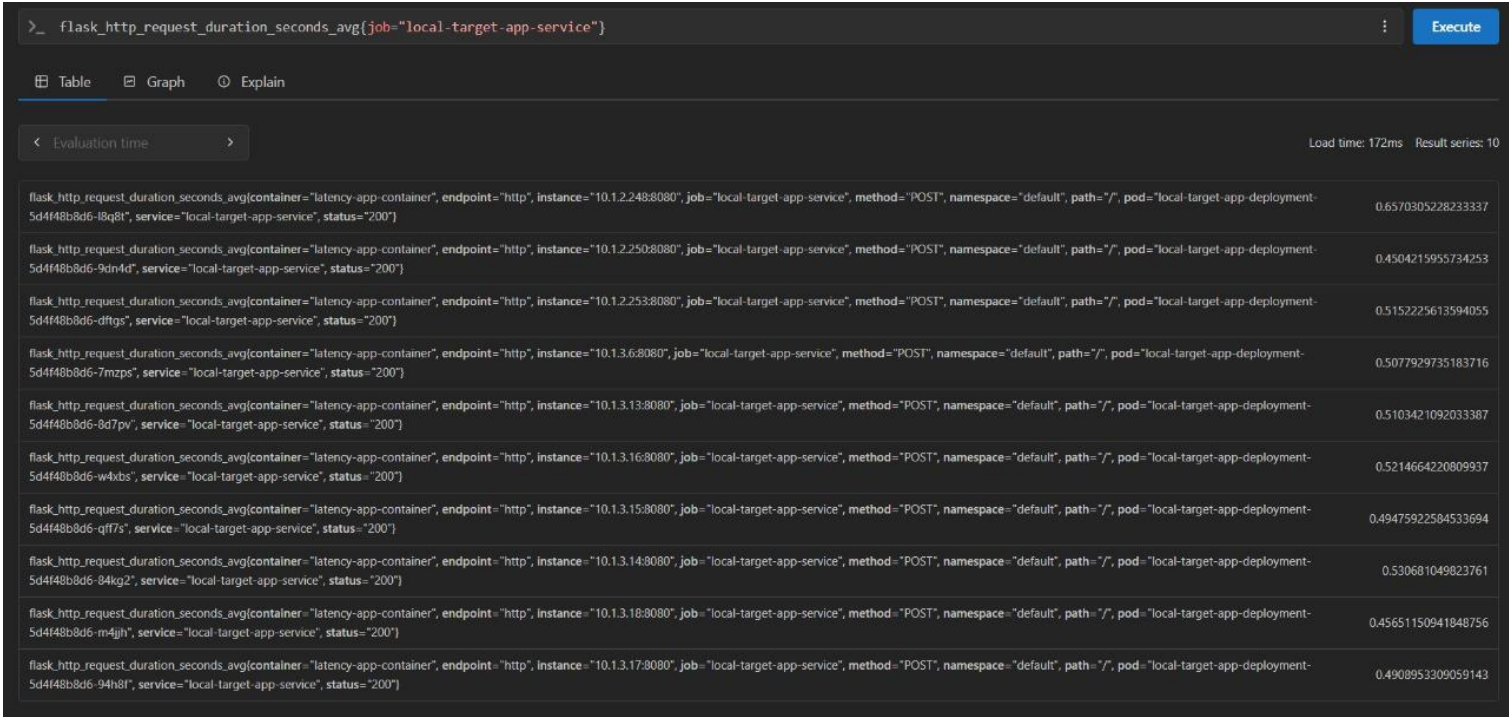 >_ flask_http_request_duration_seconds_avg{job="local-target-app-service"}
Execute
Table Graph Explain
Evaluation time
Load time: 172ms Result series: 10
flask_http_request_duration_seconds_avg{container="latency-app-container", endpoint="http", instance="10.1.2.248:8080", job="local-target-app-service", method="POST", namespace="default", path="/", pod="local-target-app-deployment-
5d4f48b8d6-l8q8t", service="local-target-app-service", status="200"}
0.6570305228233337
flask_http_request_duration_seconds_avg{container="latency-app-container", endpoint="http", instance="10.1.2.250:8080", job="local-target-app-service", method="POST", namespace="default", path="/", pod="local-target-app-deployment-
5d4f48b8d6-9dn4d", service="local-target-app-service", status="200"}
0.4504215955734253
flask_http_request_duration_seconds_avg{container="latency-app-container", endpoint="http", instance="10.1.2.253:8080", job="local-target-app-service", method="POST", namespace="default", path="/", pod="local-target-app-deployment-
5d4f48b8d6-dftgs", service="local-target-app-service", status="200"}
0.5152225613594055
flask_http_request_duration_seconds_avg{container="latency-app-container", endpoint="http", instance="10.1.3.6:8080", job="local-target-app-service", method="POST", namespace="default", path="/", pod="local-target-app-deployment-
5d4f48b8d6-7mzps", service="local-target-app-service", status="200"}
0.5077929735183716
flask_http_request_duration_seconds_avg{container="latency-app-container", endpoint="http", instance="10.1.3.13:8080", job="local-target-app-service", method="POST", namespace="default", path="/", pod="local-target-app-deployment-
5d4f48b8d6-8d7pv", service="local-target-app-service", status="200"}
0.5103421092033387
flask_http_request_duration_seconds_avg{container="latency-app-container", endpoint="http", instance="10.1.3.16:8080", job="local-target-app-service", method="POST", namespace="default", path="/", pod="local-target-app-deployment-
5d4f48b8d6-w4xbs", service="local-target-app-service", status="200"}
0.5214664220809937
flask_http_request_duration_seconds_avg{container="latency-app-container", endpoint="http", instance="10.1.3.15:8080", job="local-target-app-service", method="POST", namespace="default", path="/", pod="local-target-app-deployment-
5d4f48b8d6-qff7s", service="local-target-app-service", status="200"}
0.49475922584533694
flask_http_request_duration_seconds_avg{container="latency-app-container", endpoint="http", instance="10.1.3.14:8080", job="local-target-app-service", method="POST", namespace="default", path="/", pod="local-target-app-deployment-
5d4f48b8d6-84kg2", service="local-target-app-service", status="200"}
0.530681049823761
flask_http_request_duration_seconds_avg{container="latency-app-container", endpoint="http", instance="10.1.3.18:8080", job="local-target-app-service", method="POST", namespace="default", path="/", pod="local-target-app-deployment-
5d4f48b8d6-m4jjh", service="local-target-app-service", status="200"}
0.45651150941848756
flask_http_request_duration_seconds_avg{container="latency-app-container", endpoint="http", instance="10.1.3.17:8080", job="local-target-app-service", method="POST", namespace="default", path="/", pod="local-target-app-deployment-
5d4f48b8d6-94h8f", service="local-target-app-service", status="200"}
0.4908953309059143